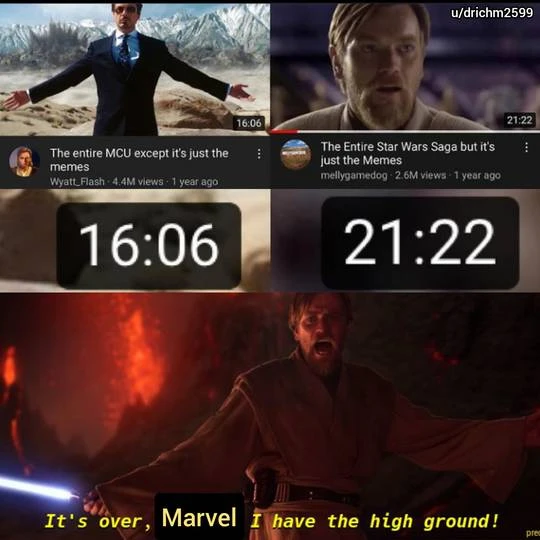 u/drichm2599
16:06
21:22
The entire MCU except it's just the
memes
Wyatt_Flash · 4.4M views · 1 year ago
The Entire Star Wars Saga but it's
just the Memes
mellygamedog · 2.6M views · 1 year ago
16:06
21:22
It's over, Marvel I have the high ground!